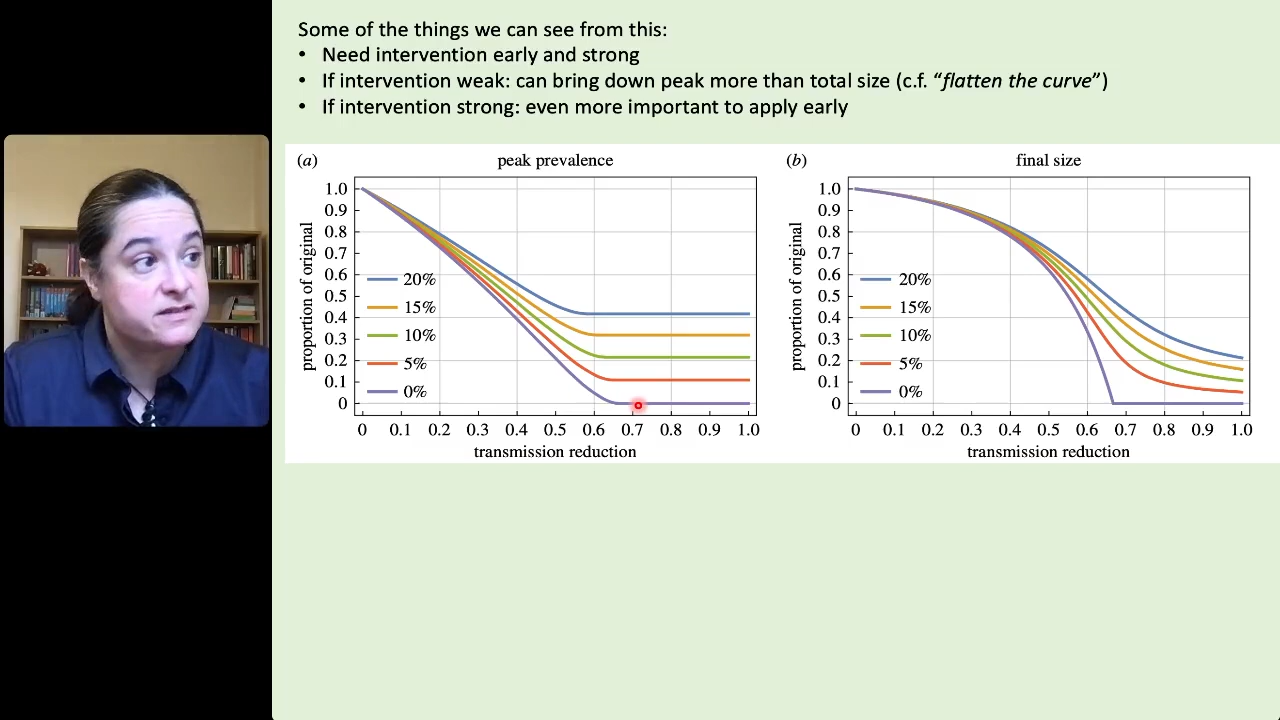 Some of the things we can see from this:
• Need intervention early and strong
• If intervention weak: can bring down peak more than total size (c.f. “flatten the curve”)
• If intervention strong: even more important to apply early
(a) peak prevalence
proportion of original
1.0
0.9
0.8
0.7
0.6
0.5
0.4
0.3
0.2
0.1
0
20%
15%
10%
5%
0%
0 0.1 0.2 0.3 0.4 0.5 0.6 0.7 0.8 0.9 1.0
transmission reduction
(b) final size
proportion of original
1.0
0.9
0.8
0.7
0.6
0.5
0.4
0.3
0.2
0.1
0
20%
15%
10%
5%
0%
0 0.1 0.2 0.3 0.4 0.5 0.6 0.7 0.8 0.9 1.0
transmission reduction